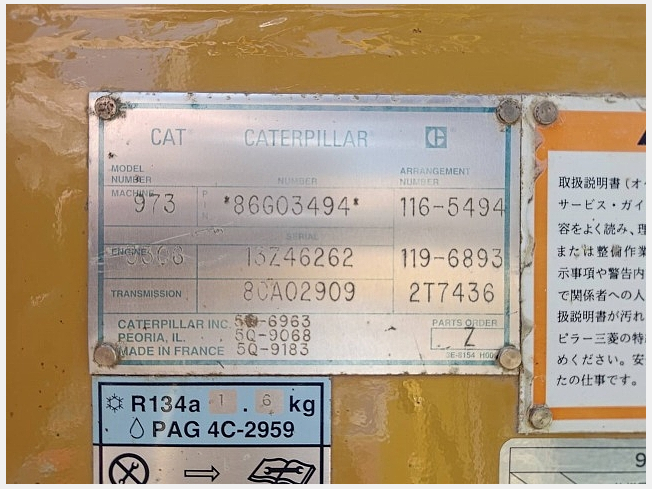 CAT CATERPILLAR
MODEL NUMBER
NUMBER
ARRANGEMENT NUMBER
MACHINE 973 PIN *86G03494* 116-5494
SERIAL
ENGINE 13Z46262 119-6893
TRANSMISSION 8CA02909 2T7436
CATERPILLAR INC. 6963
PEORIA, IL. 5Q-9068
MADE IN FRANCE 5Q-9183
PARTS ORDER
Z
R134a 1.6 kg
PAG 4C-2959
取扱説明書(オ
サービス・ガイ
容をよく読み、理
または整備作業
示事項や警告内
で関係者への人
扱説明書が汚れ
ピラー三菱の特
めください。安
たの仕事です。
9